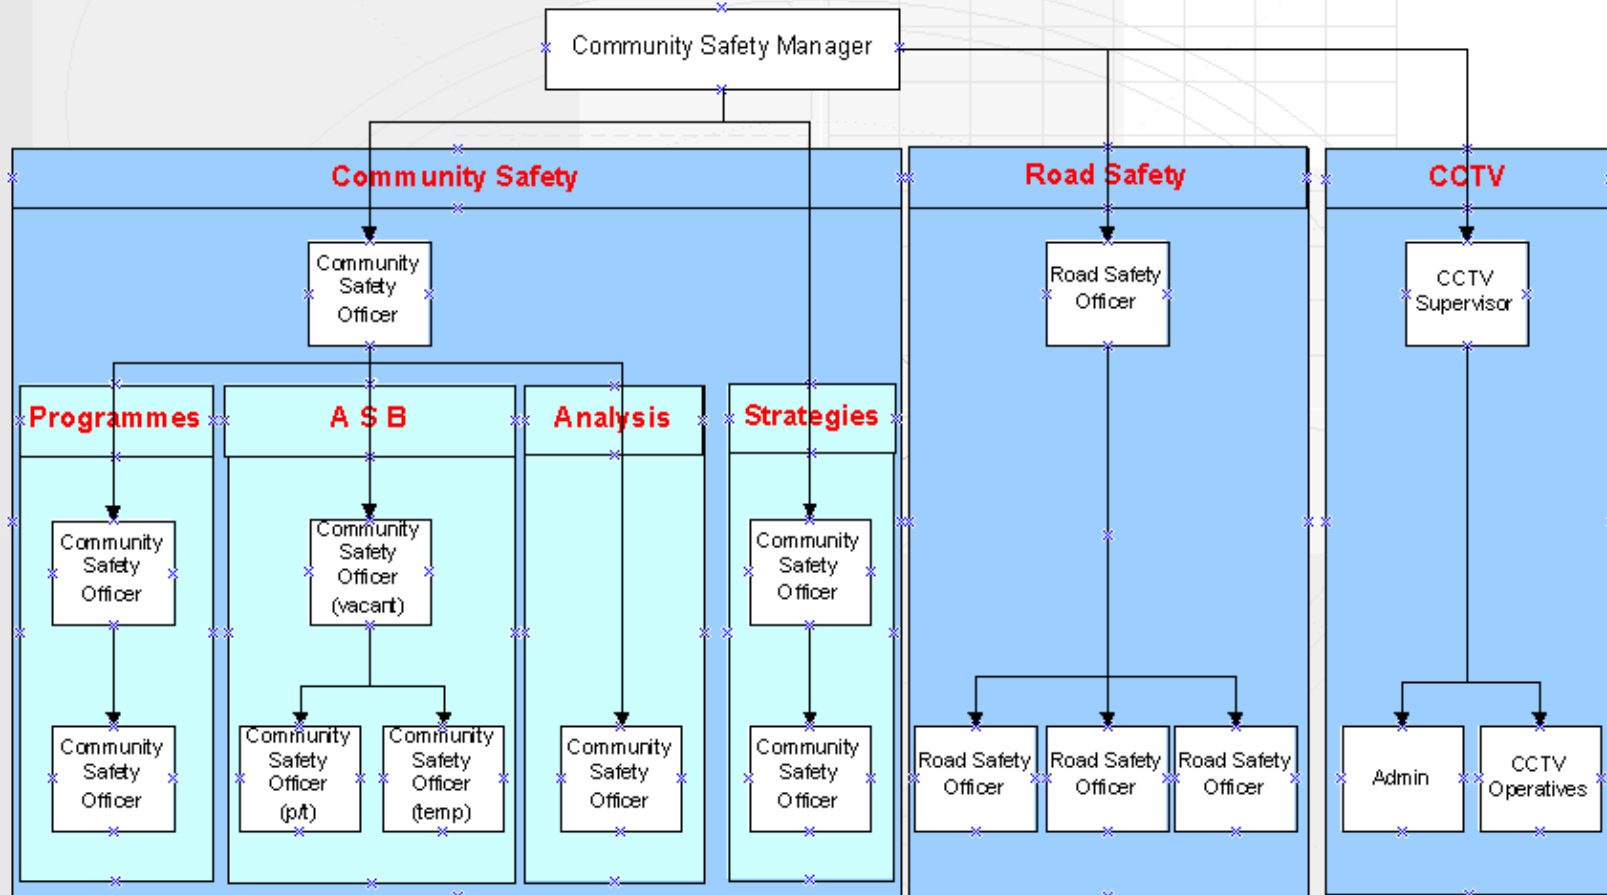 Community Safety Manager
Community Safety
Road Safety
CCTV
Community
Safety
Officer
Road Safety
Officer
CCTV
Supervisor
Programmes
A S B
Analysis
Strategies
Community
Safety
Officer
Community
Safety
Officer
(vacant)
Community
Safety
Officer
Community
Safety
Officer
Community
Safety
Officer
(p/t)
Community
Safety
Officer
(temp)
Community
Safety
Officer
Community
Safety
Officer
Road Safety
Officer
Road Safety
Officer
Road Safety
Officer
Admin
CCTV
Operatives